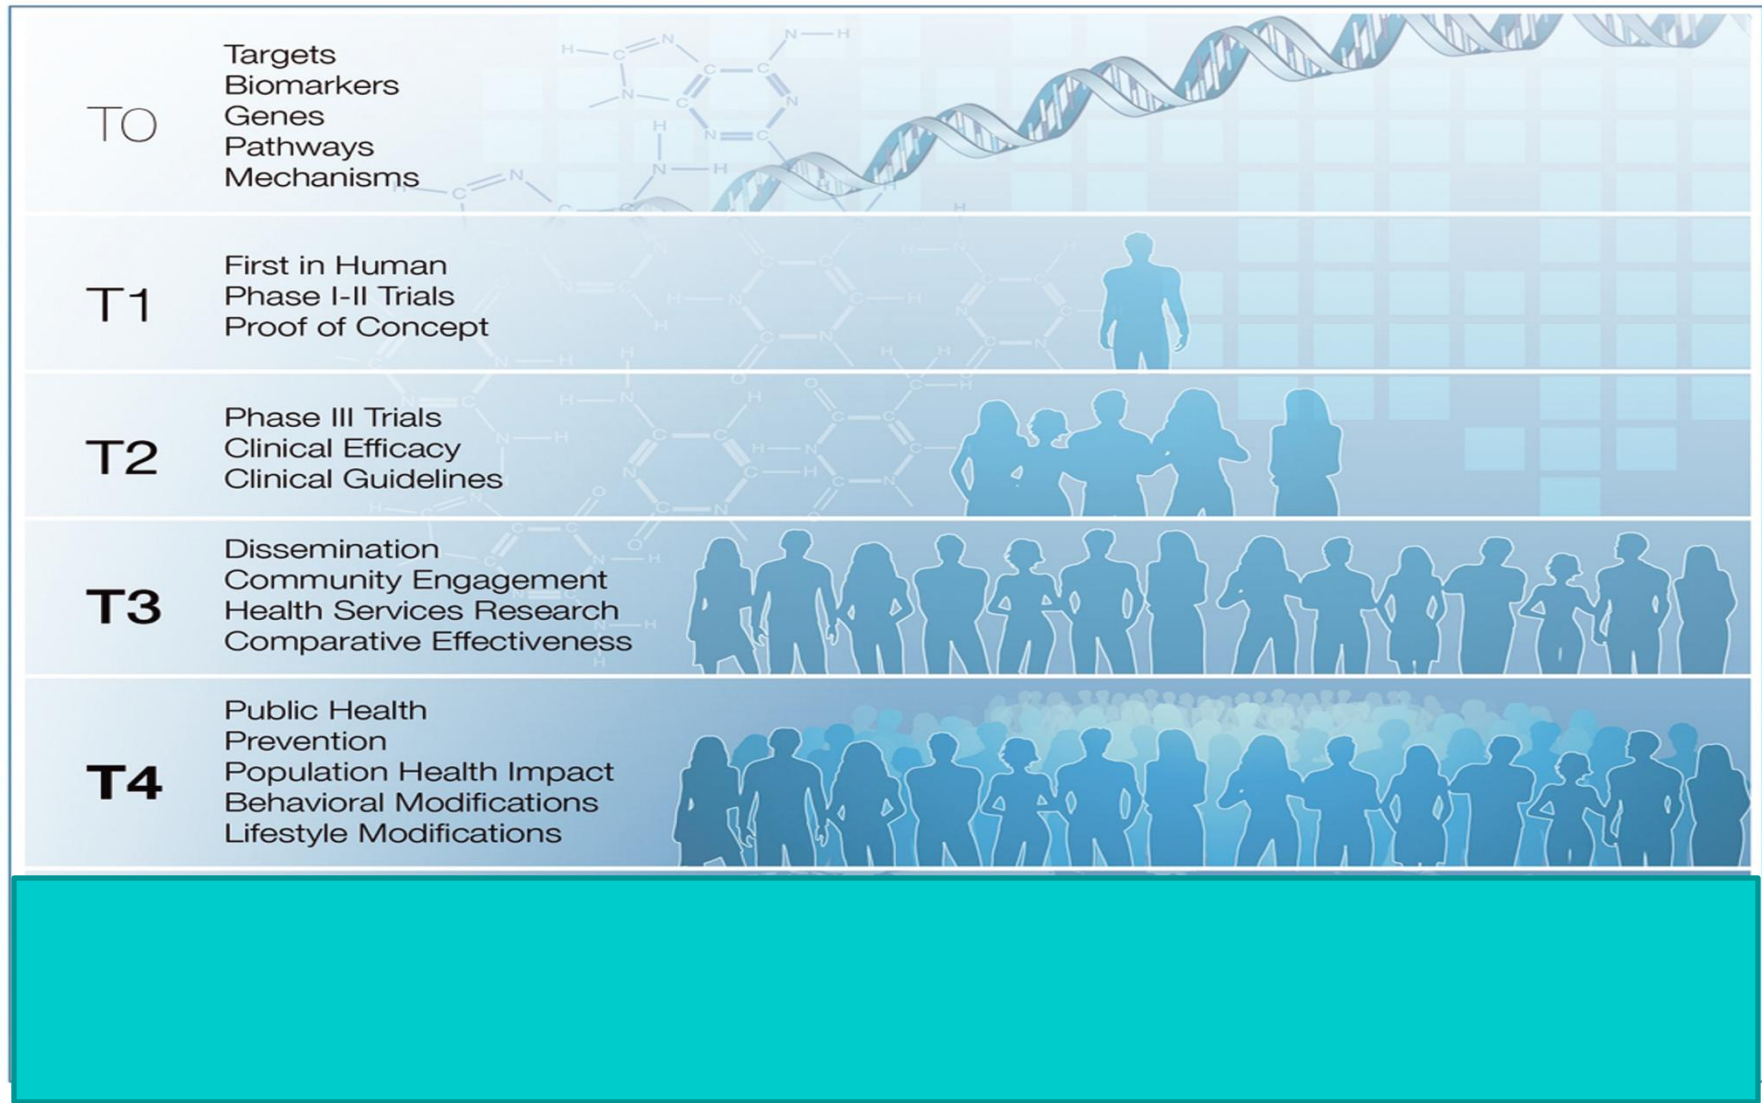 T0
Targets
Biomarkers
Genes
Pathways
Mechanisms
T1
First in Human
Phase I-II Trials
Proof of Concept
T2
Phase III Trials
Clinical Efficacy
Clinical Guidelines
T3
Dissemination
Community Engagement
Health Services Research
Comparative Effectiveness
T4
Public Health
Prevention
Population Health Impact
Behavioral Modifications
Lifestyle Modifications